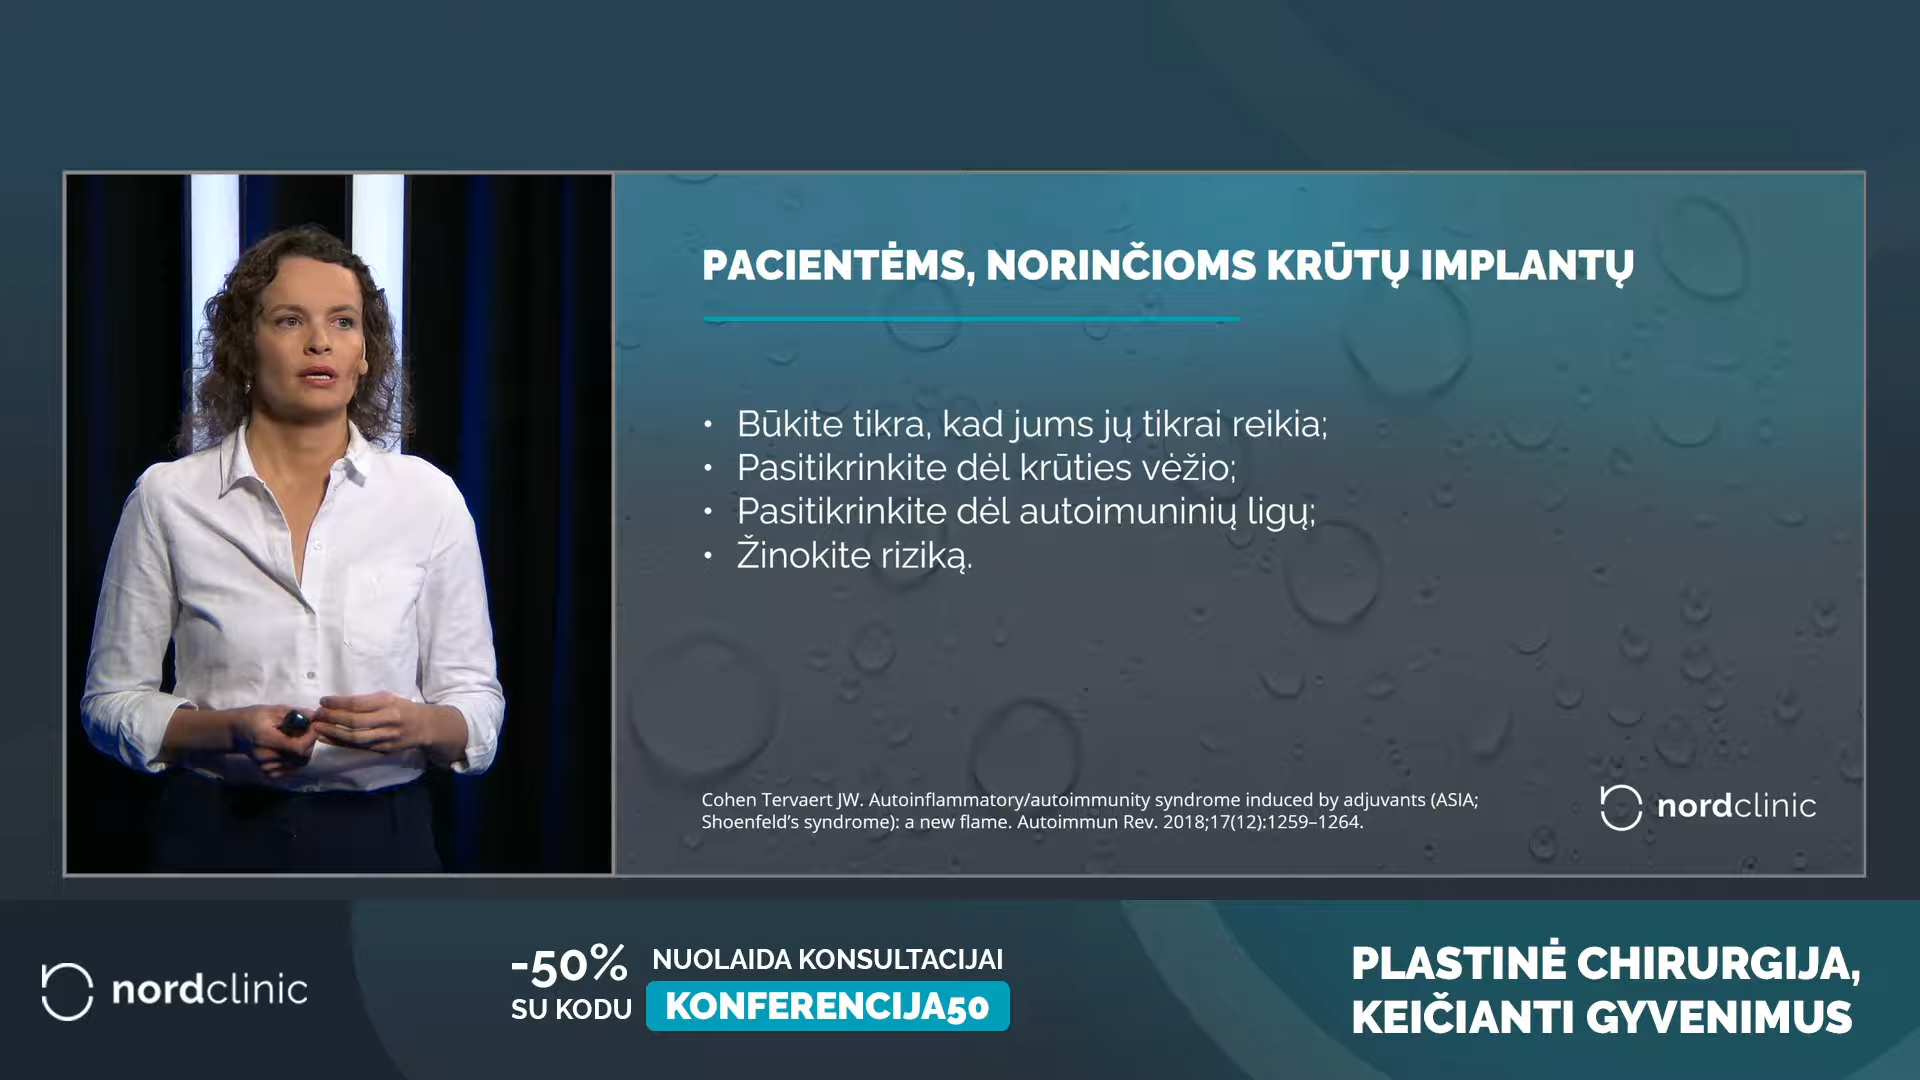 PACIENTĖMS, NORINČIOMS KRŪTŲ IMPLANTŲ
• Būkite tikra, kad jums jų tikrai reikia;
• Pasitikrinkite dėl krūties vėžio;
• Pasitikrinkite dėl autoimuninių ligų;
• Žinokite riziką.
Cohen Tervaert JW. Autoinflammatory/autoimmunity syndrome induced by adjuvants (ASIA;
Shoenfeld’s syndrome): a new flame. Autoimmun Rev. 2018;17(12):1259–1264.
nordclinic
nordclinic
-50% NUOLAIDA KONSULTACIJAI
SU KODU KONFERENCIJA50
PLASTINĖ CHIRURGIJA,
KEIČIANTI GYVENIMUS